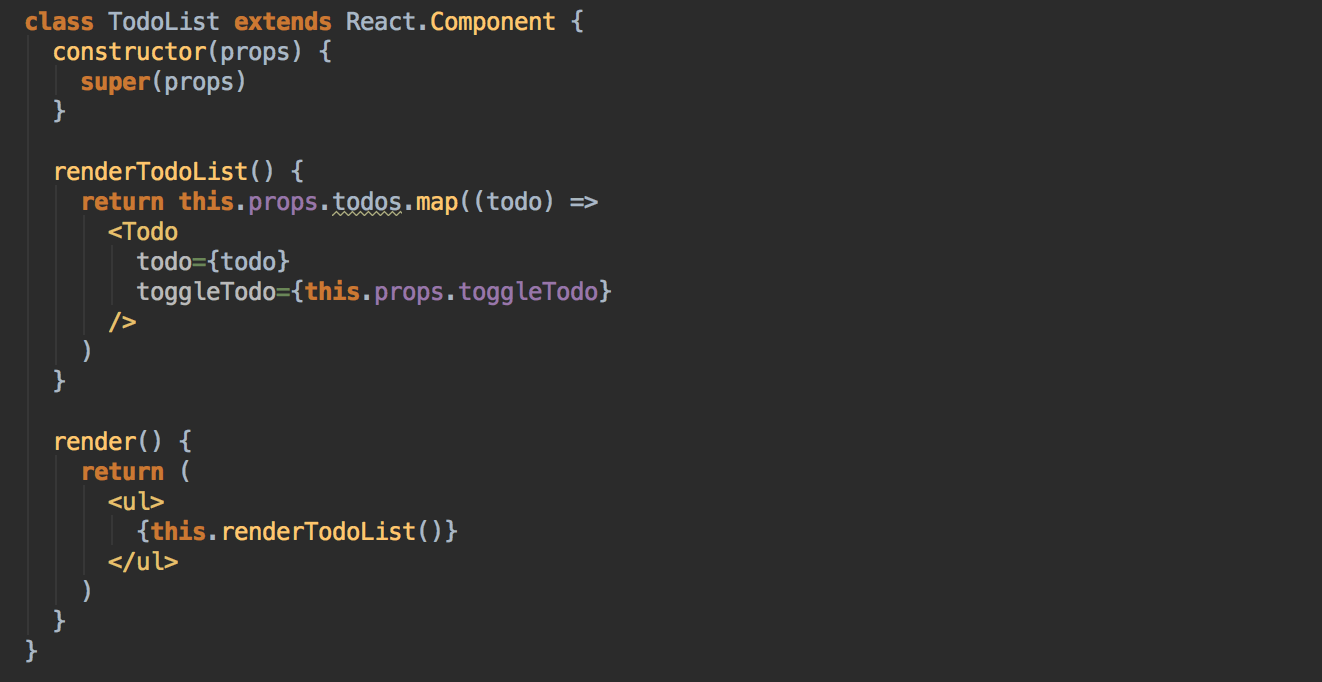 class TodoList extends React.Component {
  constructor(props) {
    super(props)
  }

  renderTodoList() {
    return this.props.todos.map((todo) =>
      <Todo
        todo={todo}
        toggleTodo={this.props.toggleTodo}
      />
    )
  }

  render() {
    return (
      <ul>
        {this.renderTodoList()}
      </ul>
    )
  }
}